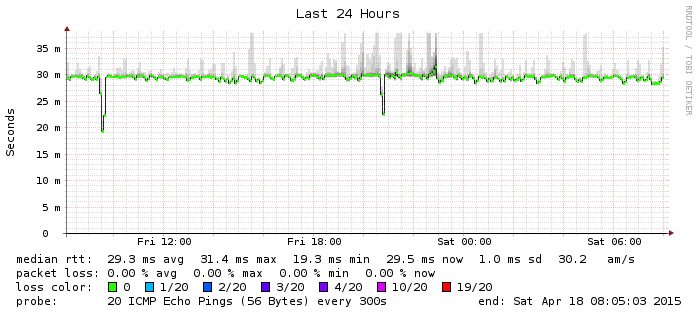 Last 24 Hours
RRDTOOL / TOBI OETIKER
Seconds
35 m
30 m
25 m
20 m
15 m
10 m
5 m
0
Fri 12:00 Fri 18:00 Sat 00:00 Sat 06:00
median rtt: 29.3 ms avg 31.4 ms max 19.3 ms min 29.5 ms now 1.0 ms sd 30.2 am/s
packet loss: 0.00 % avg 0.00 % max 0.00 % min 0.00 % now
loss color: 0 1/20 2/20 3/20 4/20 10/20 19/20
probe: 20 ICMP Echo Pings (56 Bytes) every 300s end: Sat Apr 18 08:05:03 2015